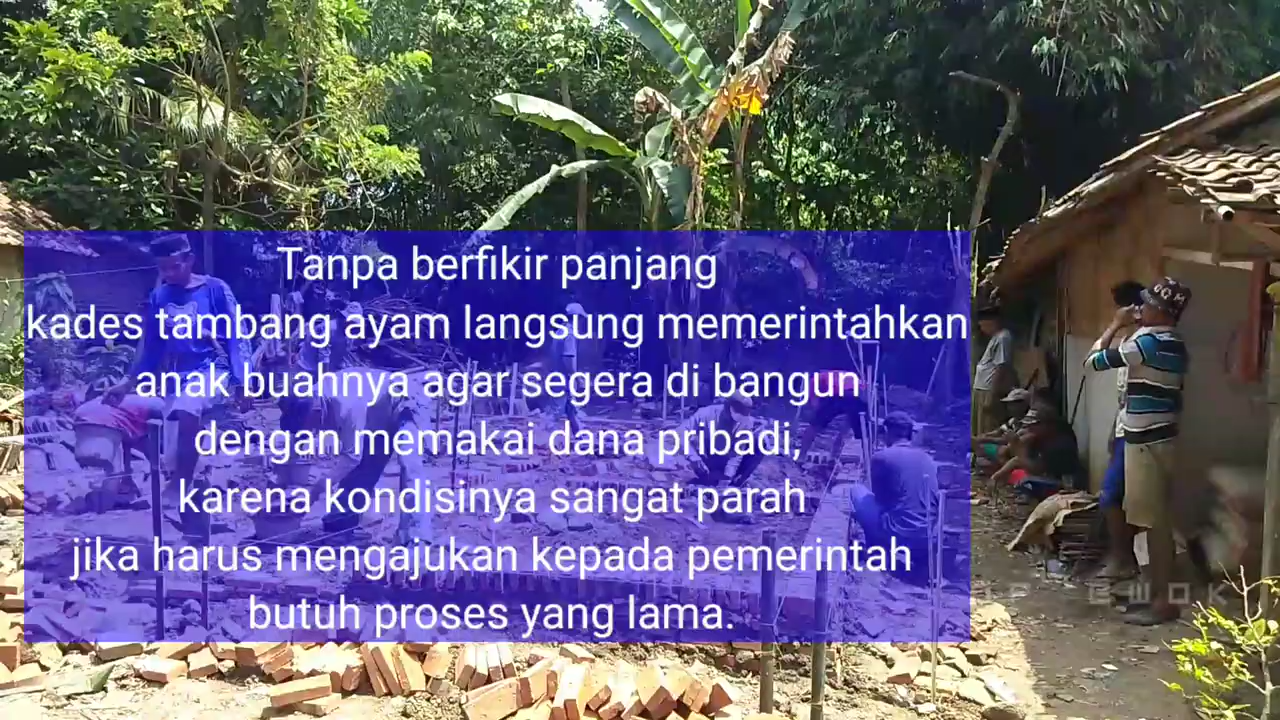 Tanpa berfikir panjang
kades tambang ayam langsung memerintahkan
anak buahnya agar segera di bangun
dengan memakai dana pribadi,
karena kondisinya sangat parah
jika harus mengajukan kepada pemerintah
butuh proses yang lama.